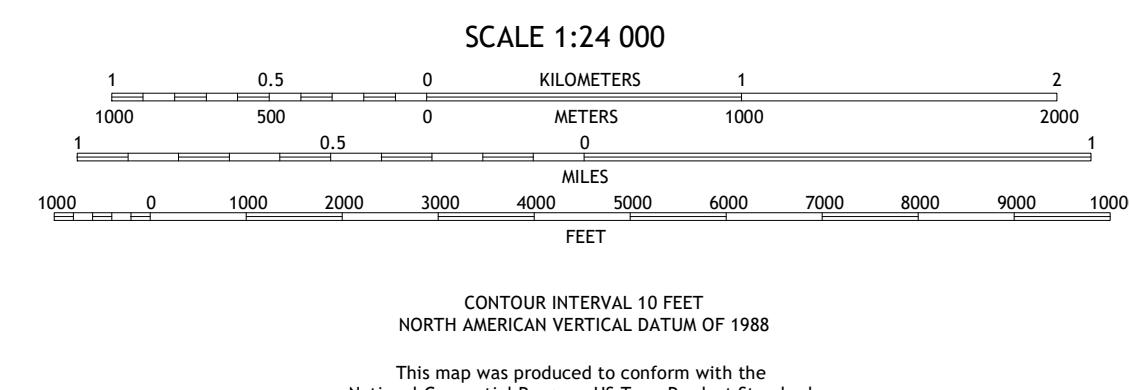 SCALE 1:24 000
1 0.5 0 KILOMETERS 1 2
1000 500 0 METERS 1000 2000
1 0.5 0 1
MILES
1000 0 1000 2000 3000 4000 5000 6000 7000 8000 9000 1000
FEET
CONTOUR INTERVAL 10 FEET
NORTH AMERICAN VERTICAL DATUM OF 1988
This map was produced to conform with the